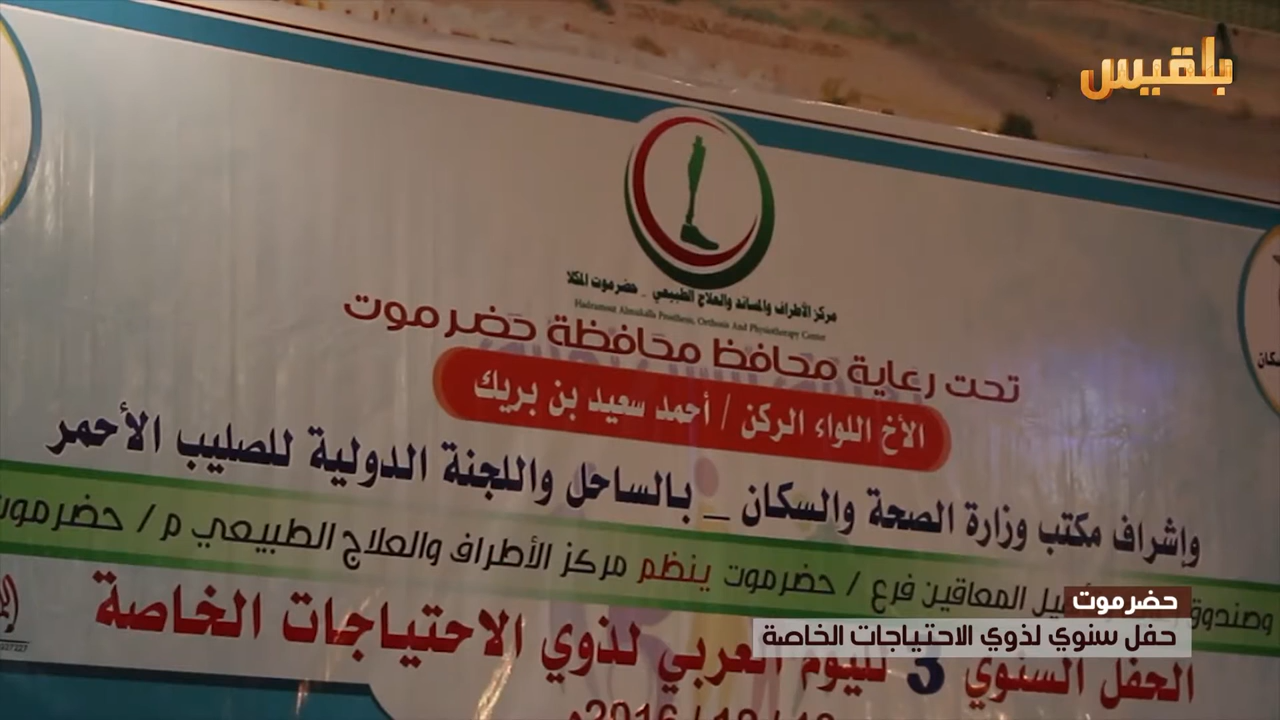 بلقيس
مركز الأطراف والمساند والعلاج الطبيعي _ حضرموت المكلا
Hadramout Almukalla Prosthesis, Orthosis And Physiotherapy Center
تحت رعاية محافظ محافظة حضرموت
الأخ اللواء الركن / أحمد سعيد بن بريك
وإشراف مكتب وزارة الصحة والسكان _ بالساحل واللجنة الدولية للصليب الأحمر
وصندوق المعاقين فرع / حضرموت ينظم مركز الأطراف والعلاج الطبيعي م / حضرموت
الحفل السنوي 3 لليوم العربي لذوي الاحتياجات الخاصة
حضرموت
حفل سنوي لذوي الاحتياجات الخاصة